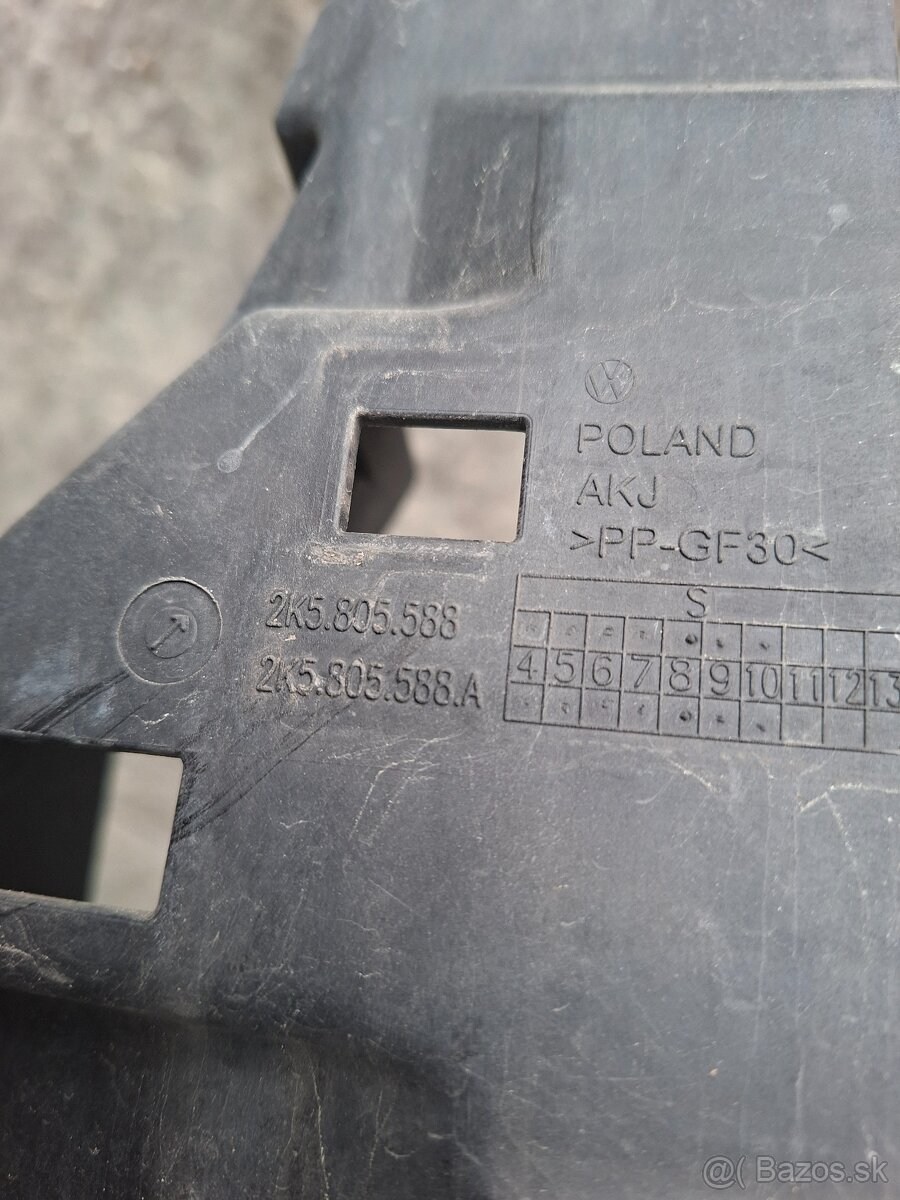 POLAND
AKJ
>PP-GF30<
2K5.805.588
2K5.805.588.A
S
4 5 6 7 8 9 10 11 12 13
@( Bazos.sk